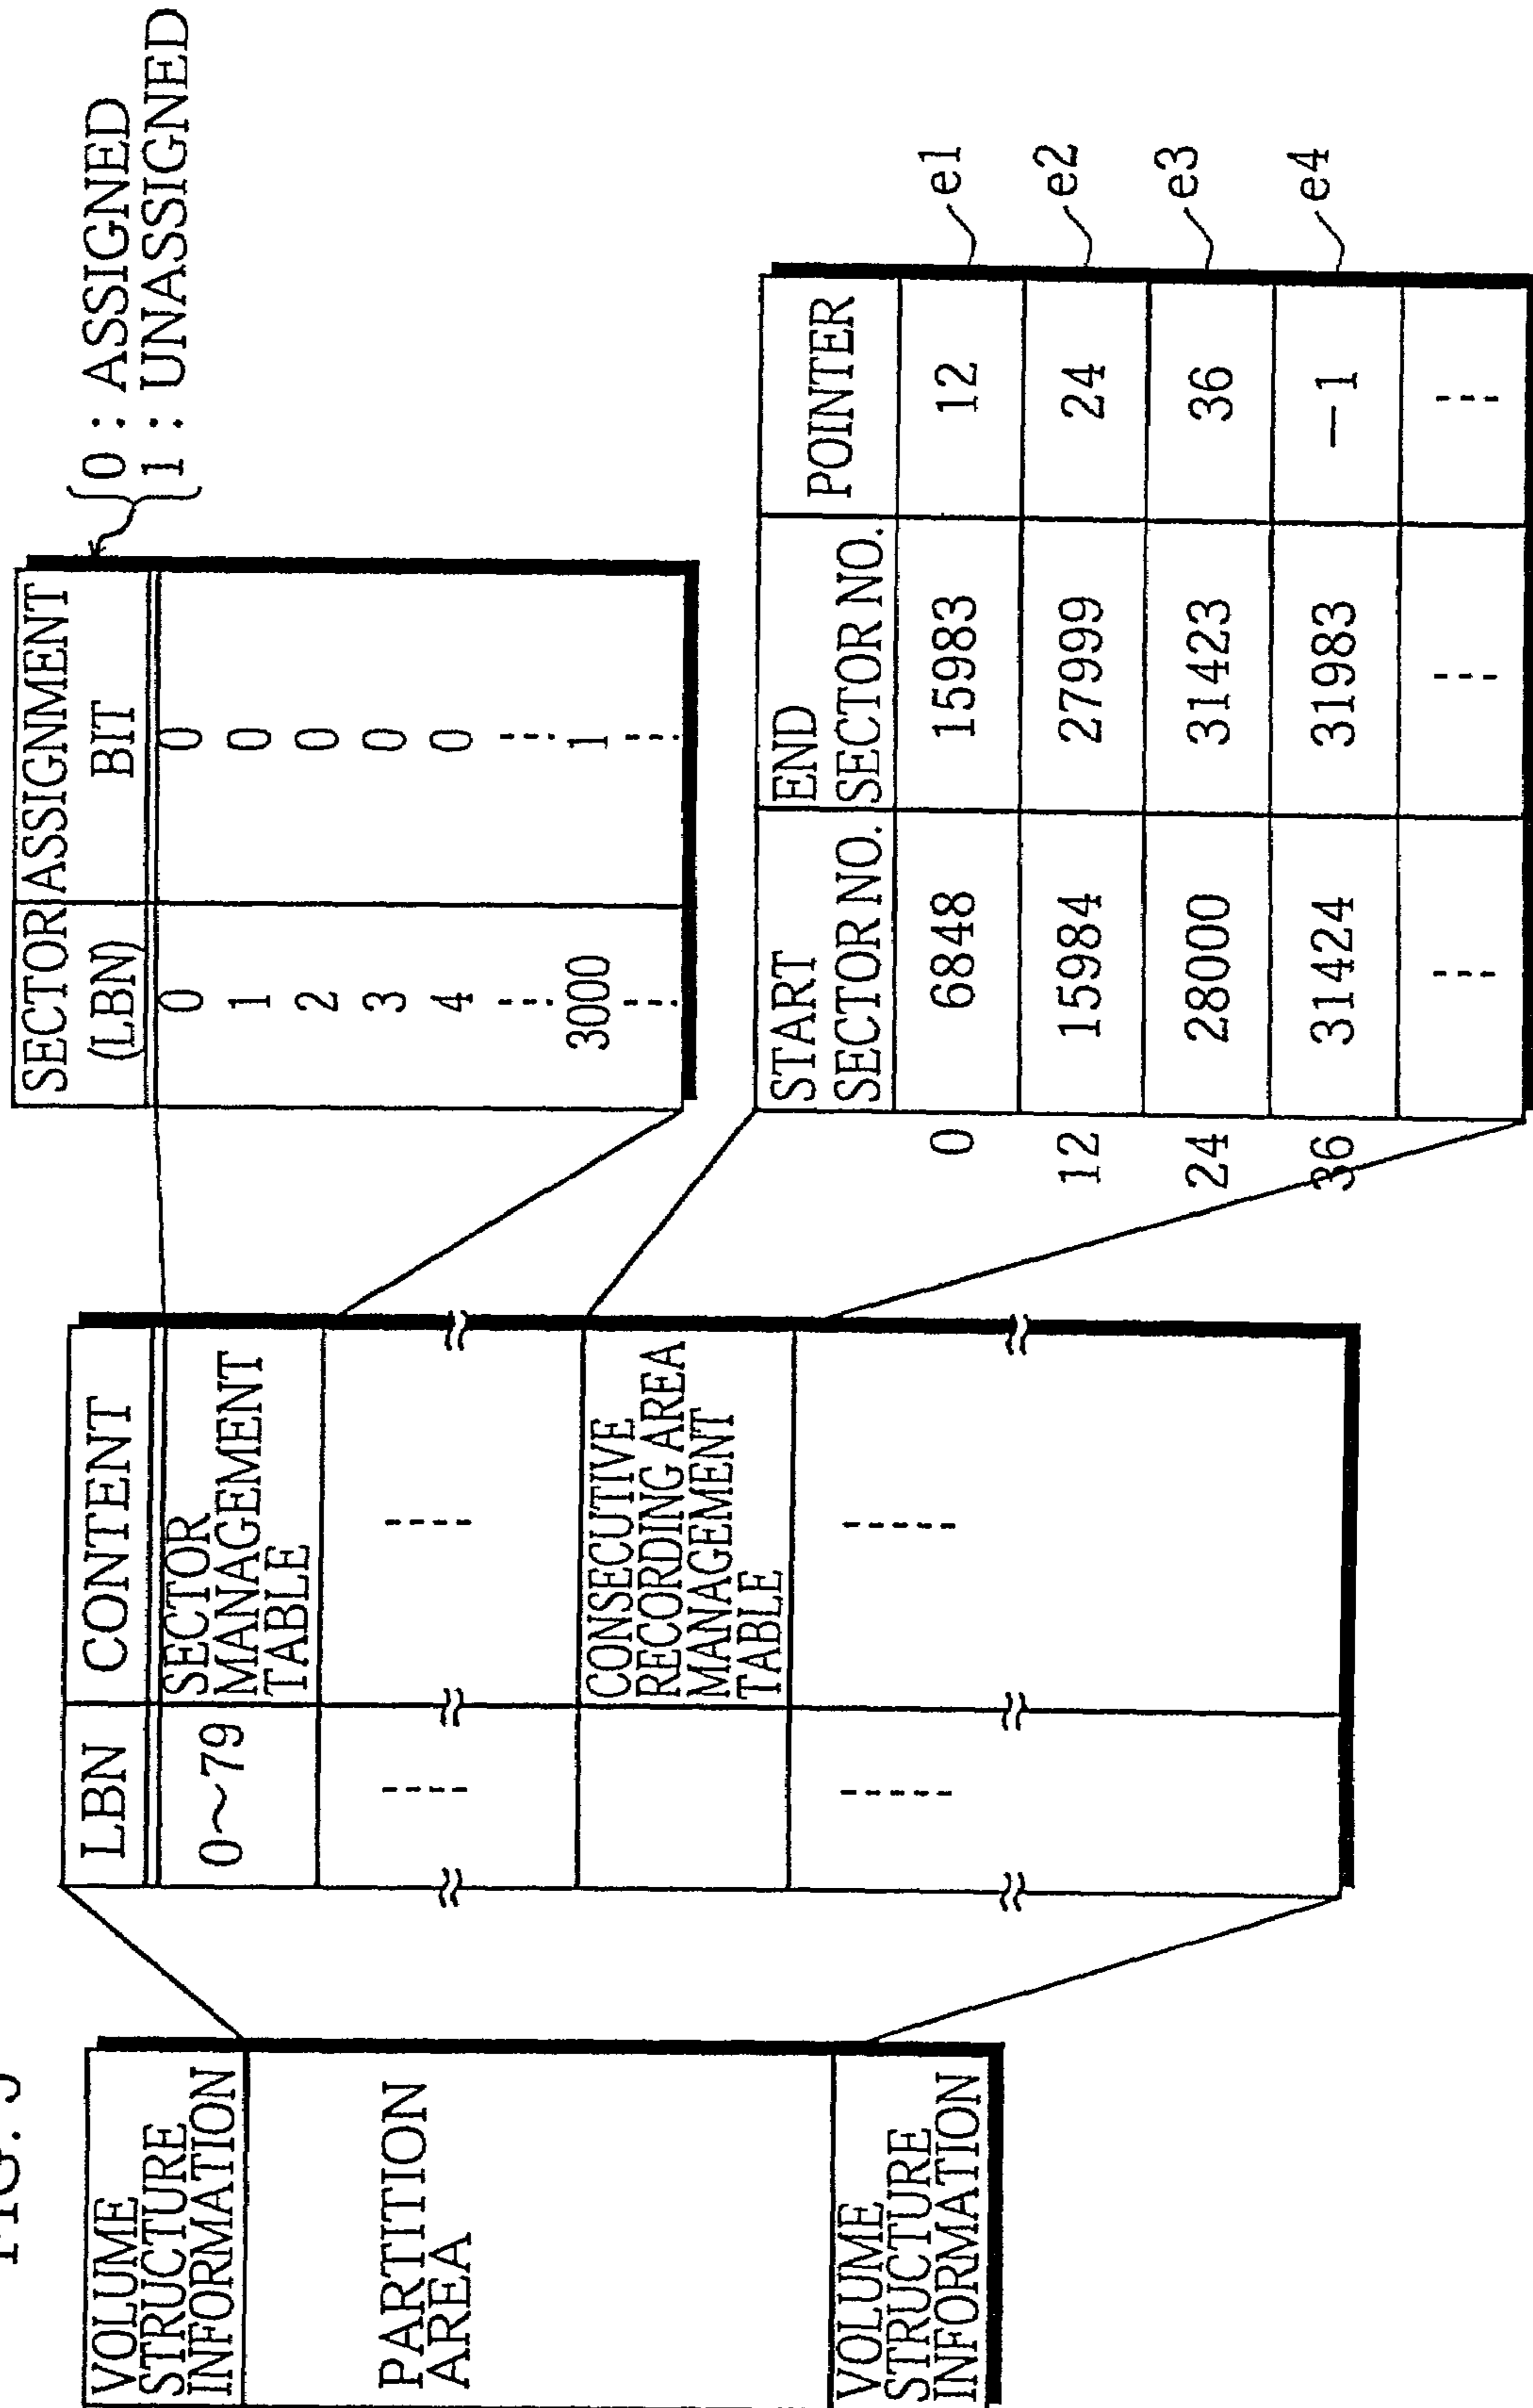 FIG. 5
VOLUME
STRUCTURE
INFORMATION
PARTITION
AREA
VOLUME
STRUCTURE
INFORMATION
LBN CONTENT
0~79 SECTOR
MANAGEMENT
TABLE
CONSECUTIVE
RECORDING AREA
MANAGEMENT
TABLE
SECTOR ASSIGNMENT
(LBN) BIT
0 0
1 0
2 0
3 0
4 0
3000 1
0 : ASSIGNED
1 : UNASSIGNED
START END POINTER
SECTOR NO. SECTOR NO.
0 6848 15983 12 e1
12 15984 27999 24 e2
24 28000 31423 36 e3
36 31424 31983 −1 e4